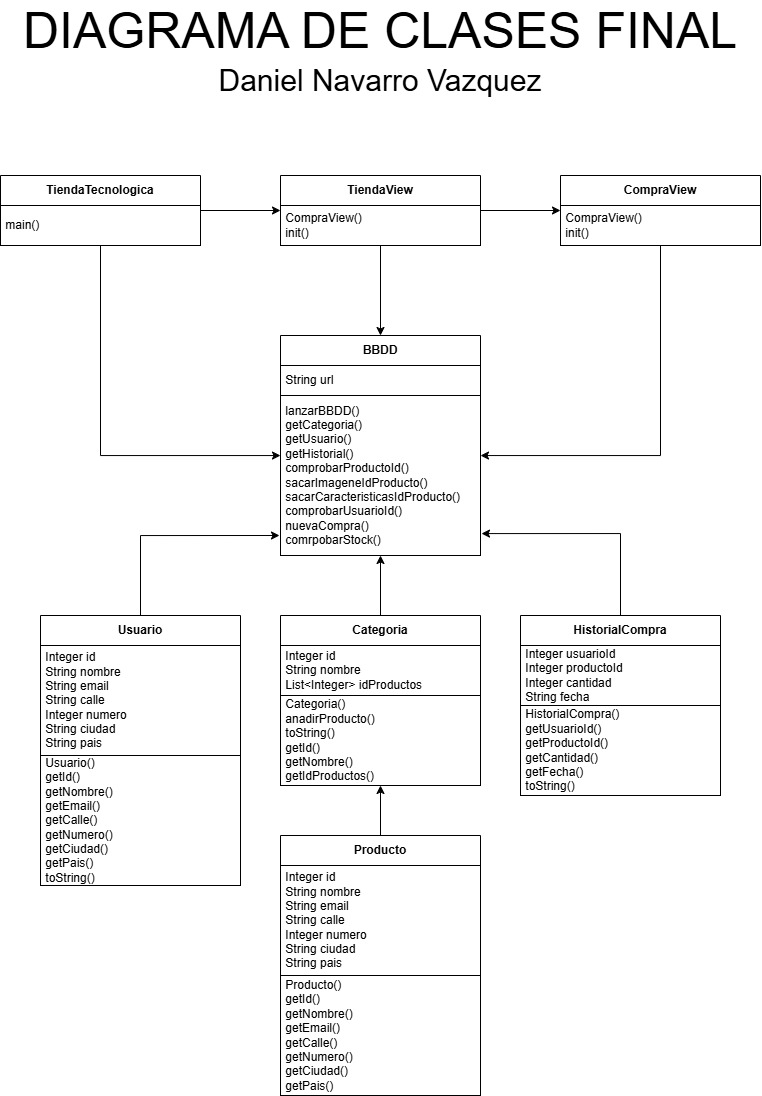 DIAGRAMA DE CLASES FINAL
Daniel Navarro Vazquez
TiendaTecnologica
main()
TiendaView
CompraView()
init()
CompraView
CompraView()
init()
BBDD
String url
lanzarBBDD()
getCategoria()
getUsuario()
getHistorial()
comprobarProductoId()
sacarImageneIdProducto()
sacarCaracteristicasIdProducto()
comprobarUsuarioId()
nuevaCompra()
comrpobarStock()
Usuario
Integer id
String nombre
String email
String calle
Integer numero
String ciudad
String pais
Usuario()
getId()
getNombre()
getEmail()
getCalle()
getNumero()
getCiudad()
getPais()
toString()
Categoria
Integer id
String nombre
List<Integer> idProductos
Categoria()
anadirProducto()
toString()
getId()
getNombre()
getIdProductos()
HistorialCompra
Integer usuarioId
Integer productoId
Integer cantidad
String fecha
HistorialCompra()
getUsuarioId()
getProductoId()
getCantidad()
getFecha()
toString()
Producto
Integer id
String nombre
String email
String calle
Integer numero
String ciudad
String pais
Producto()
getId()
getNombre()
getEmail()
getCalle()
getNumero()
getCiudad()
getPais()